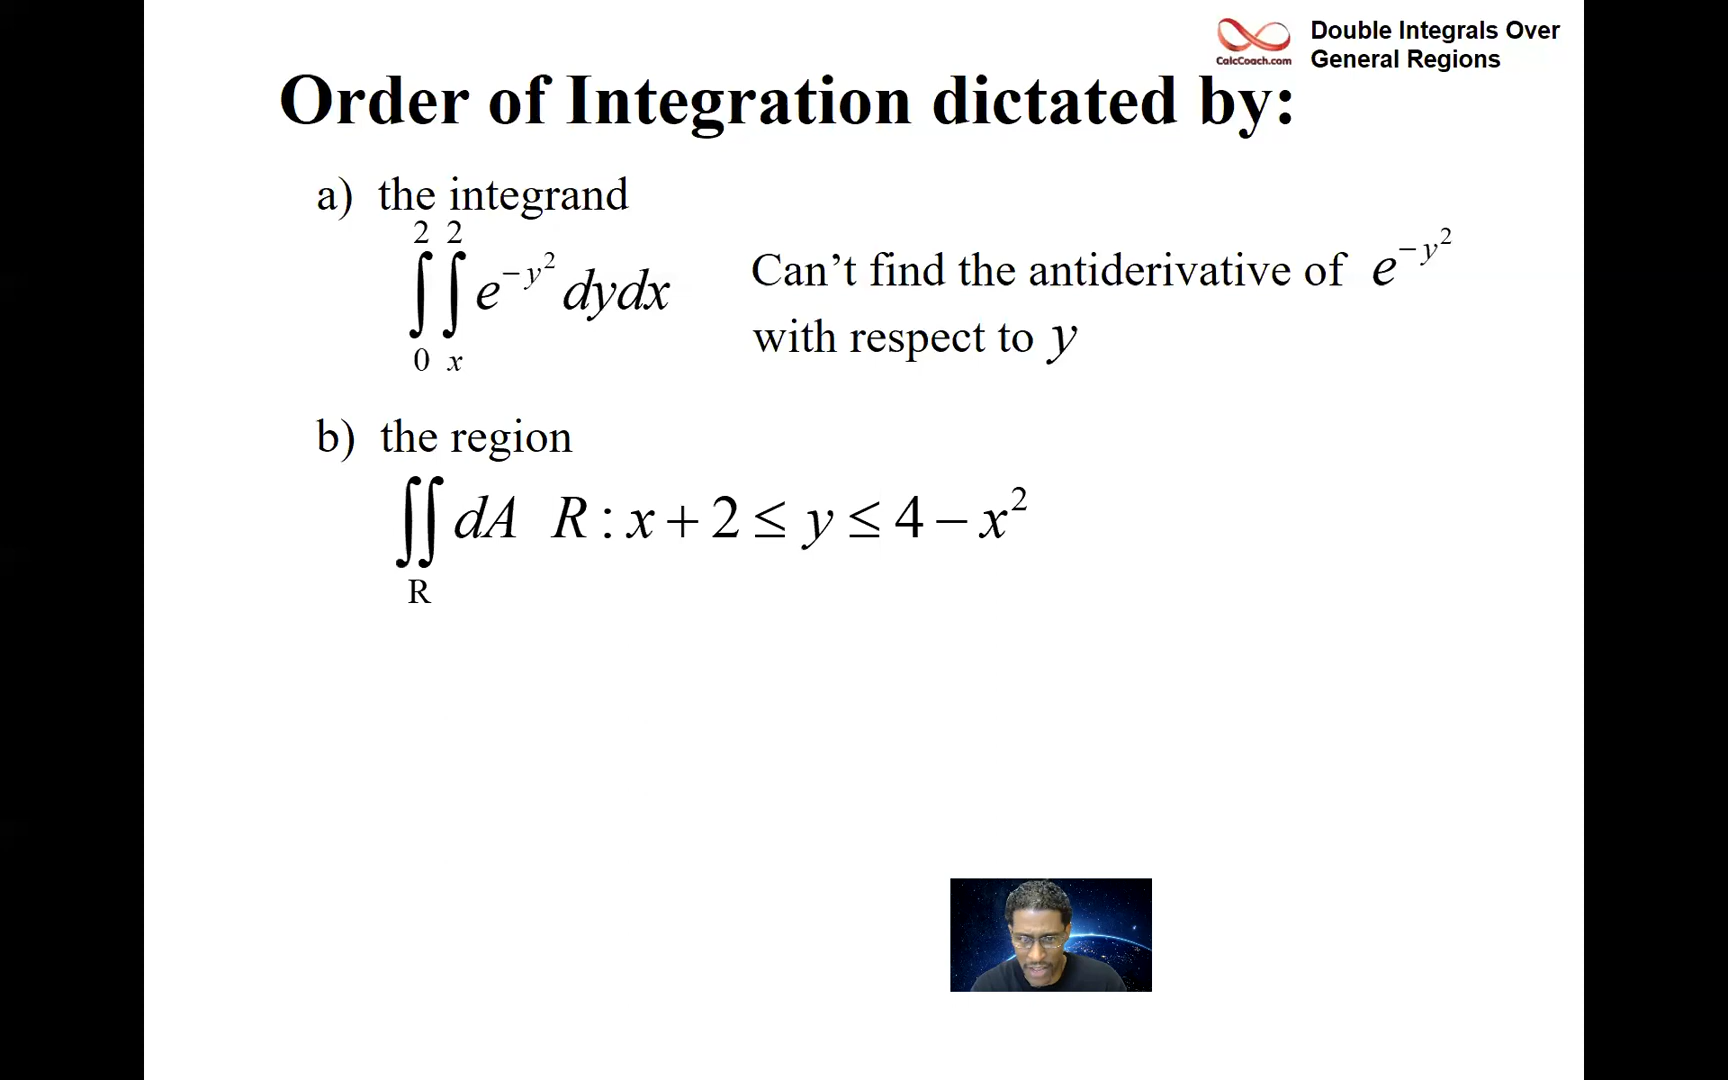 CalcCoach.com
Double Integrals Over
General Regions
Order of Integration dictated by:
a) the integrand
∫₀² ∫ₓ² e^{−y²} dydx
Can’t find the antiderivative of e^{−y²}
with respect to y
b) the region
∬_R dA R : x + 2 ≤ y ≤ 4 − x²